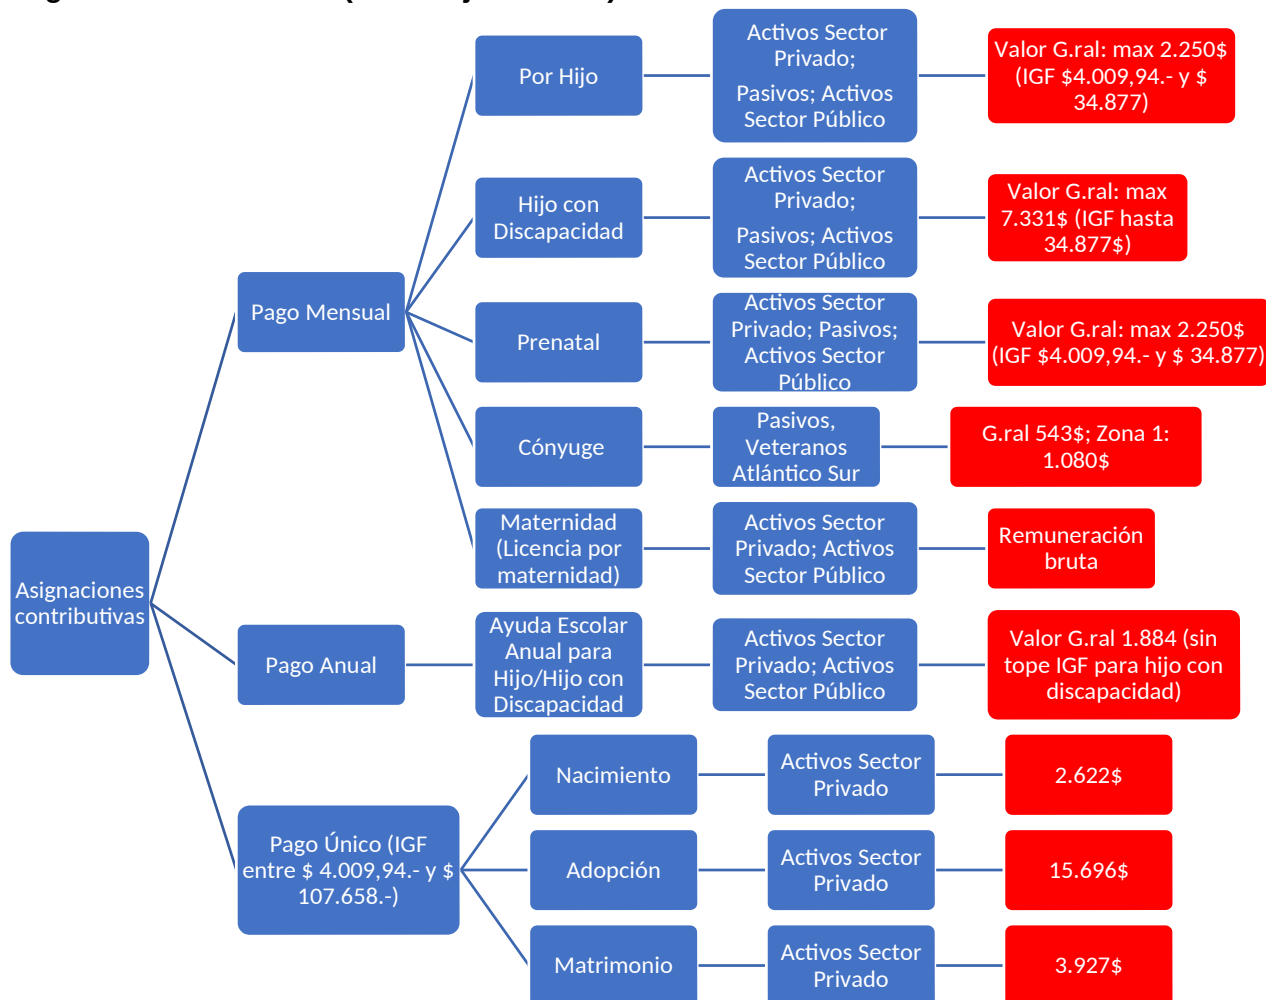 Por Hijo
Activos Sector
Privado;
Pasivos; Activos
Sector Público
Valor G.ral: max 2.250$
(IGF $4.009,94.- y $
34.877)
Hijo con
Discapacidad
Activos Sector
Privado;
Pasivos; Activos
Sector Público
Valor G.ral: max
7.331$ (IGF hasta
34.877$)
Pago Mensual
Prenatal
Activos Sector
Privado; Pasivos;
Activos Sector
Público
Valor G.ral: max 2.250$
(IGF $4.009,94.- y $ 34.877)
Cónyuge
Pasivos,
Veteranos
Atlántico Sur
G.ral 543$; Zona 1:
1.080$
Maternidad
(Licencia por
maternidad)
Activos Sector
Privado; Activos
Sector Público
Remuneración
bruta
Asignaciones
contributivas
Pago Anual
Ayuda Escolar
Anual para
Hijo/Hijo con
Discapacidad
Activos Sector
Privado; Activos
Sector Público
Valor G.ral 1.884 (sin
tope IGF para hijo con
discapacidad)
Pago Único (IGF
entre $ 4.009,94.- y $
107.658.-)
Nacimiento
Activos Sector
Privado
2.622$
Adopción
Activos Sector
Privado
15.696$
Matrimonio
Activos Sector
Privado
3.927$